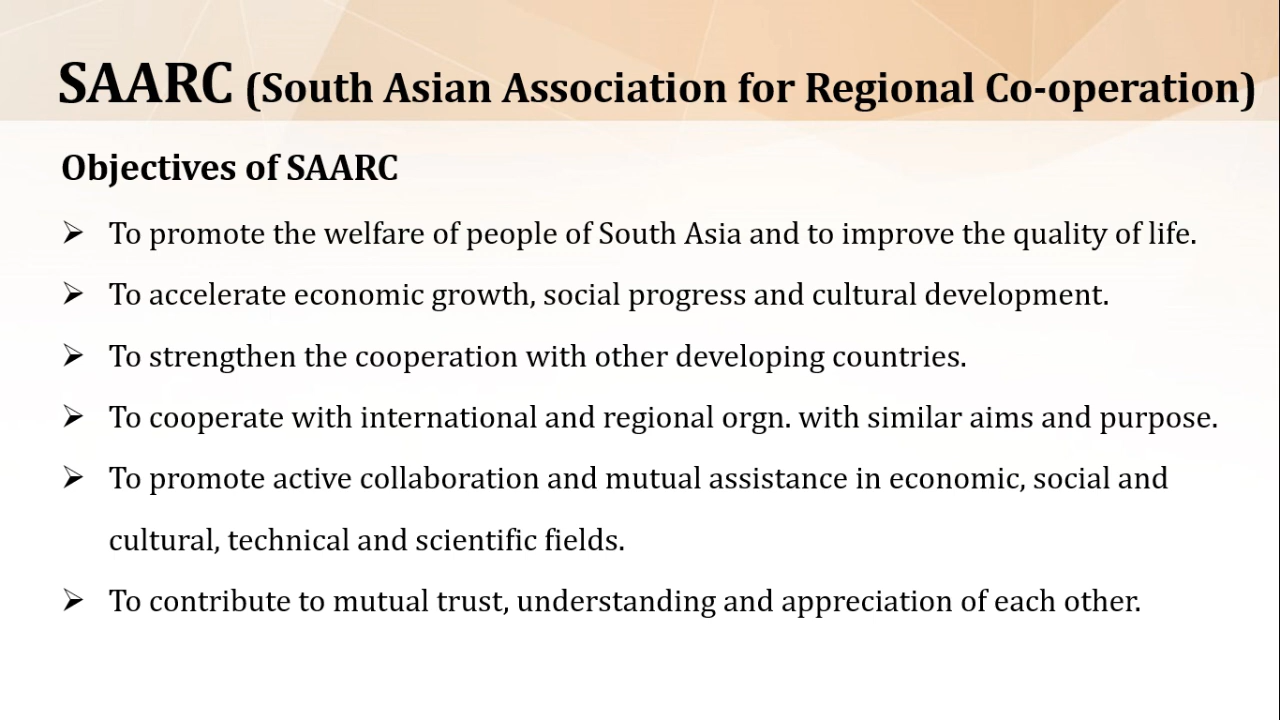 SAARC (South Asian Association for Regional Co-operation)
Objectives of SAARC
➢ To promote the welfare of people of South Asia and to improve the quality of life.
➢ To accelerate economic growth, social progress and cultural development.
➢ To strengthen the cooperation with other developing countries.
➢ To cooperate with international and regional orgn. with similar aims and purpose.
➢ To promote active collaboration and mutual assistance in economic, social and
cultural, technical and scientific fields.
➢ To contribute to mutual trust, understanding and appreciation of each other.